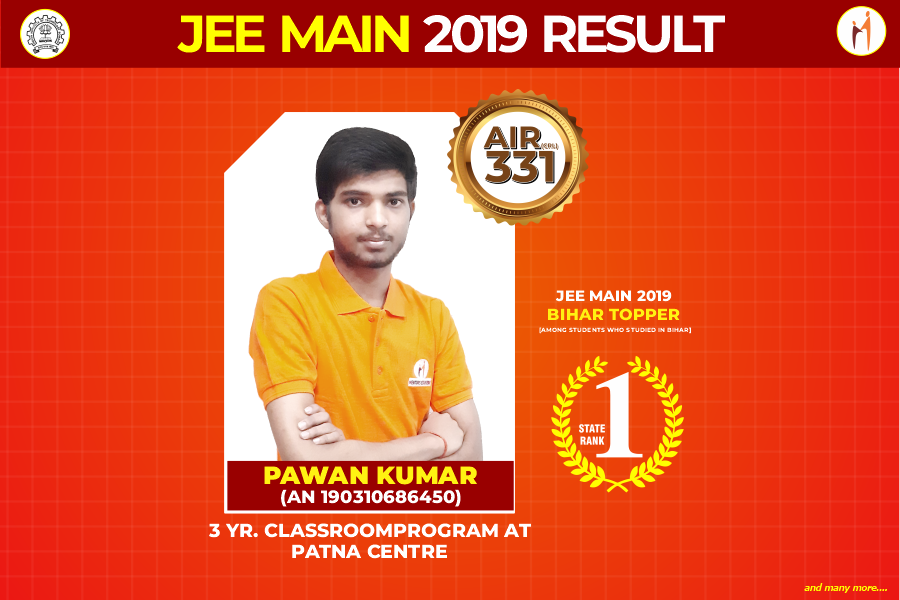 JEE MAIN 2019 RESULT
AIR(CRL)
331
JEE MAIN 2019
BIHAR TOPPER
[AMONG STUDENTS WHO STUDIED IN BIHAR]
STATE
RANK
1
PAWAN KUMAR
(AN 190310686450)
3 YR. CLASSROOMPROGRAM AT
PATNA CENTRE
and many more....